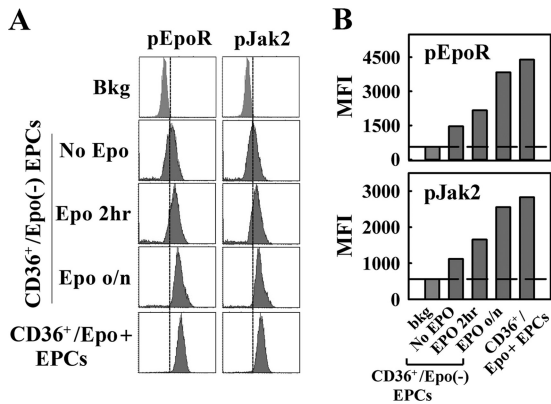 A
pEpoR
pJak2
Bkg
CD36+/Epo(-) EPCs
No Epo
Epo 2hr
Epo o/n
CD36+/Epo+
EPCs
B
pEpoR
MFI
4500
3000
1500
0
pJak2
MFI
3000
2000
1000
0
bkg
No EPO
EPO 2hr
EPO o/n
CD36+/
Epo+ EPCs
CD36+/Epo(-)
EPCs